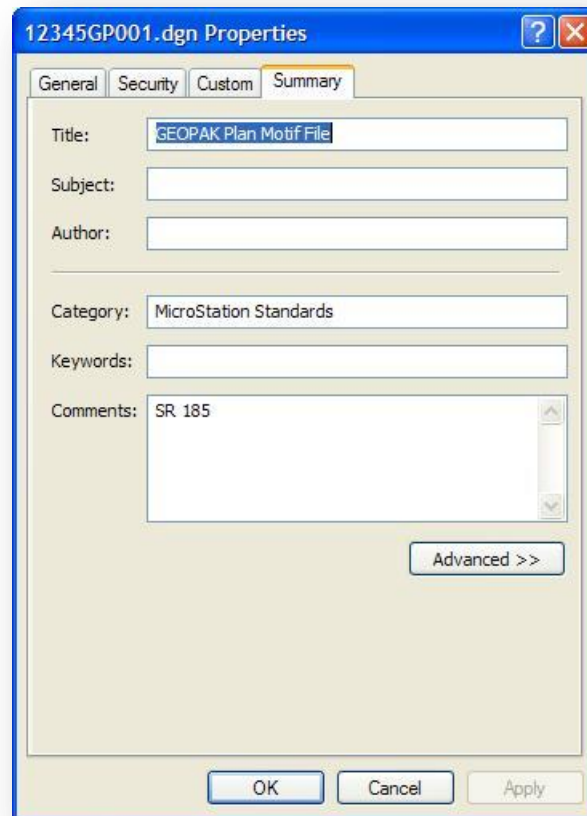 12345GP001.dgn Properties
General Security Custom Summary
Title: GEOPAK Plan Motif File
Subject:
Author:
Category: MicroStation Standards
Keywords:
Comments: SR 185
Advanced >>
OK Cancel Apply